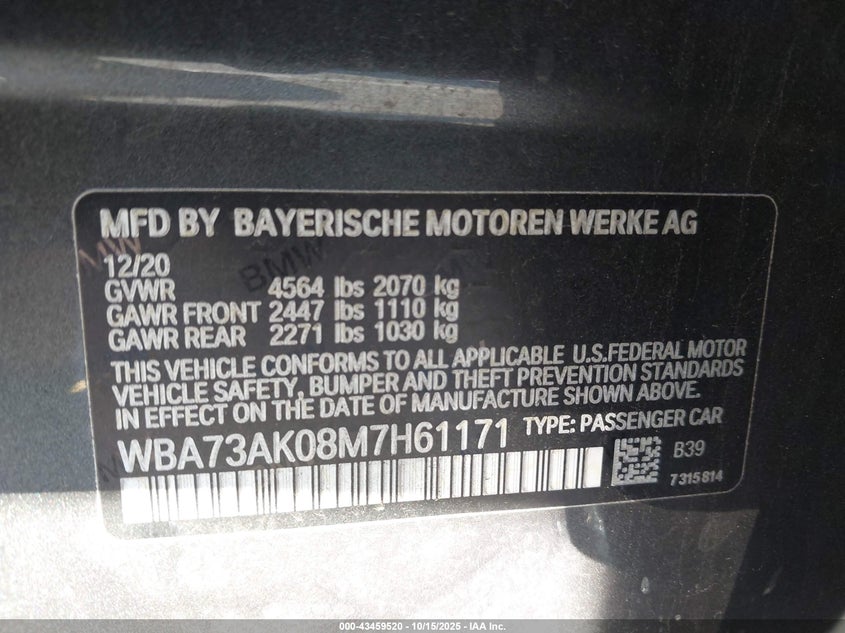 MFD BY BAYERISCHE MOTOREN WERKE AG
12/20
GVWR 4564 lbs 2070 kg
GAWR FRONT 2447 lbs 1110 kg
GAWR REAR 2271 lbs 1030 kg
THIS VEHICLE CONFORMS TO ALL APPLICABLE U.S.FEDERAL MOTOR
VEHICLE SAFETY, BUMPER AND THEFT PREVENTION STANDARDS
IN EFFECT ON THE DATE OF MANUFACTURE SHOWN ABOVE.
WBA73AK08M7H61171 TYPE: PASSENGER CAR
B39
7315814
BMW
000-43459520 - 10/15/2025 - IAA Inc.